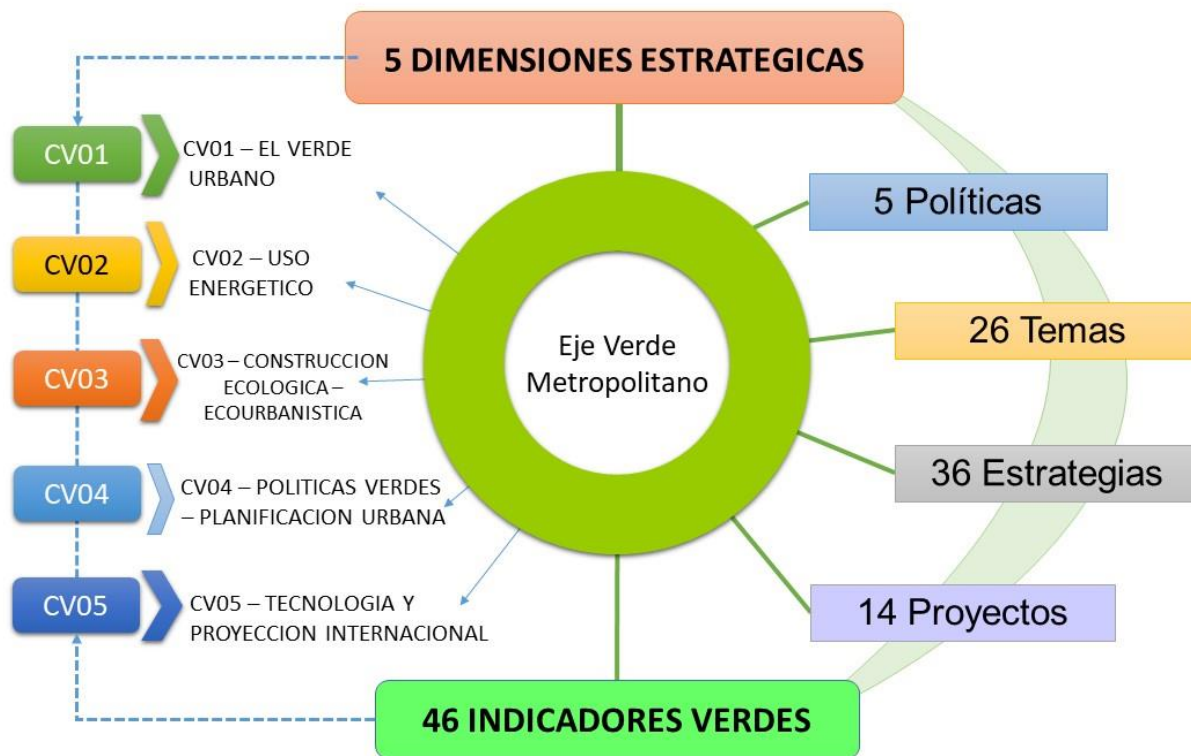 5 DIMENSIONES ESTRATEGICAS
CV01
CV01 – EL VERDE
URBANO
CV02
CV02 – USO
ENERGETICO
CV03
CV03 – CONSTRUCCION
ECOLOGICA –
ECOURBANISTICA
CV04
CV04 – POLITICAS VERDES
– PLANIFICACION URBANA
CV05
CV05 – TECNOLOGIA Y
PROYECCION INTERNACIONAL
Eje Verde
Metropolitano
5 Políticas
26 Temas
36 Estrategias
14 Proyectos
46 INDICADORES VERDES